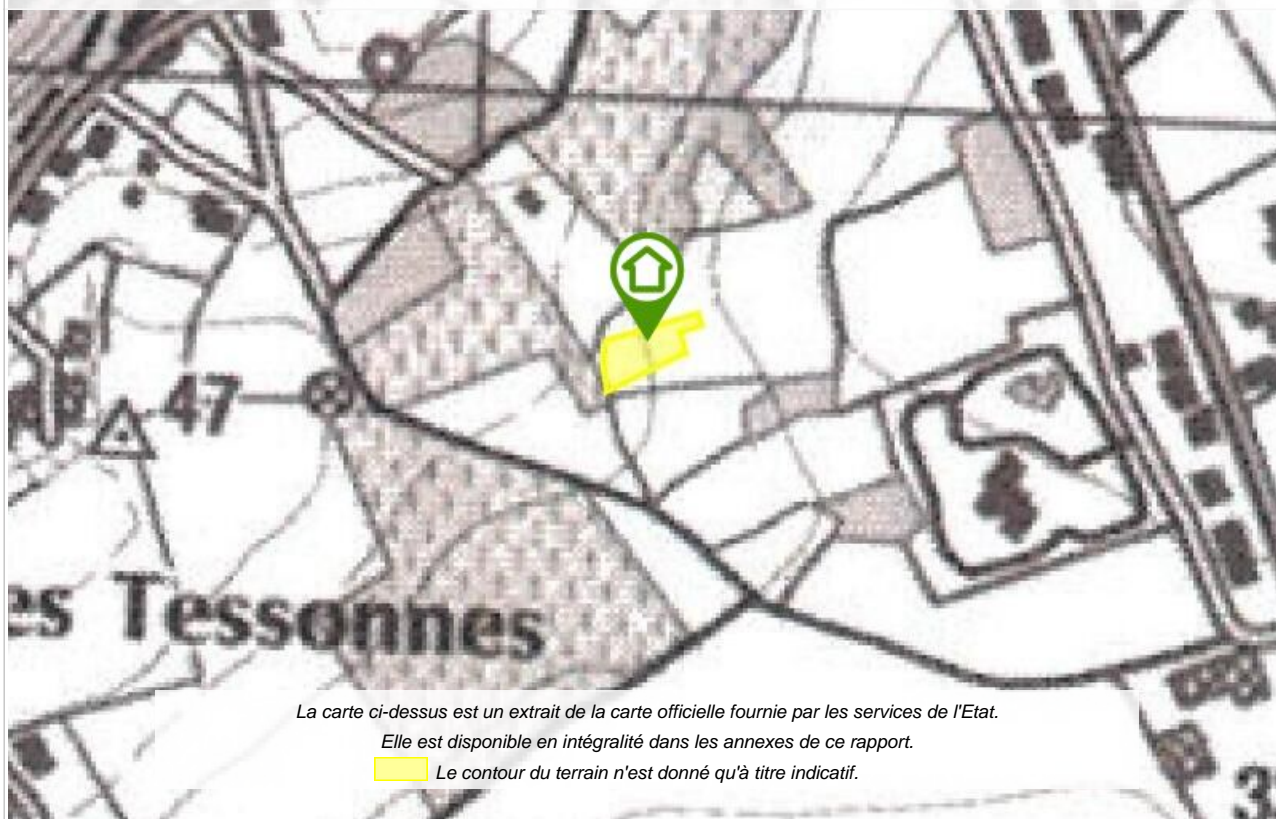 47
es Tessonnes
La carte ci-dessus est un extrait de la carte officielle fournie par les services de l'Etat.
Elle est disponible en intégralité dans les annexes de ce rapport.
Le contour du terrain n'est donné qu'à titre indicatif.
3